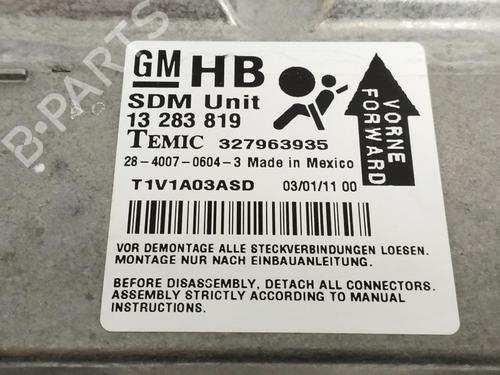 GM HB
SDM Unit
13 283 819
TEMIC 327963935
28-4007-0604-3 Made in Mexico
T1V1A03ASD 03/01/11 00
VORNE
FORWARD
VOR DEMONTAGE ALLE STECKVERBINDUNGEN LOESEN.
MONTAGE NUR NACH EINBAUANLEITUNG.
BEFORE DISASSEMBLY, DETACH ALL CONNECTORS.
ASSEMBLY STRICTLY ACCORDING TO MANUAL
INSTRUCTIONS.
B-PARTS